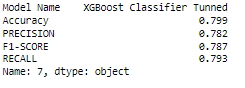 Model Name    XGBoost Classifier Tunned
Accuracy                          0.799
PRECISION                         0.782
F1-SCORE                          0.787
RECALL                            0.793
Name: 7, dtype: object